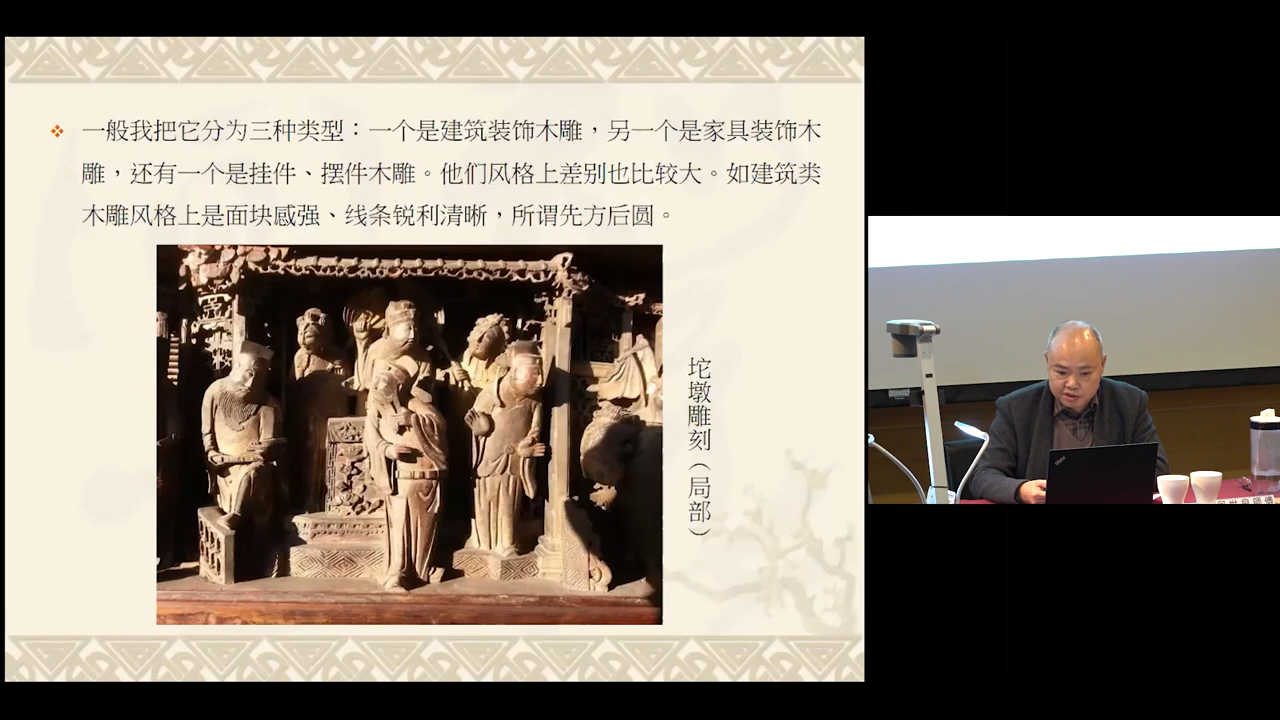 一般我把它分为三种类型：一个是建筑装饰木雕，另一个是家具装饰木
雕，还有一个是挂件、摆件木雕。他们风格上差别也比较大。如建筑类
木雕风格上是面块感强、线条锐利清晰，所谓先方后圆。
坨墩雕刻（局部）